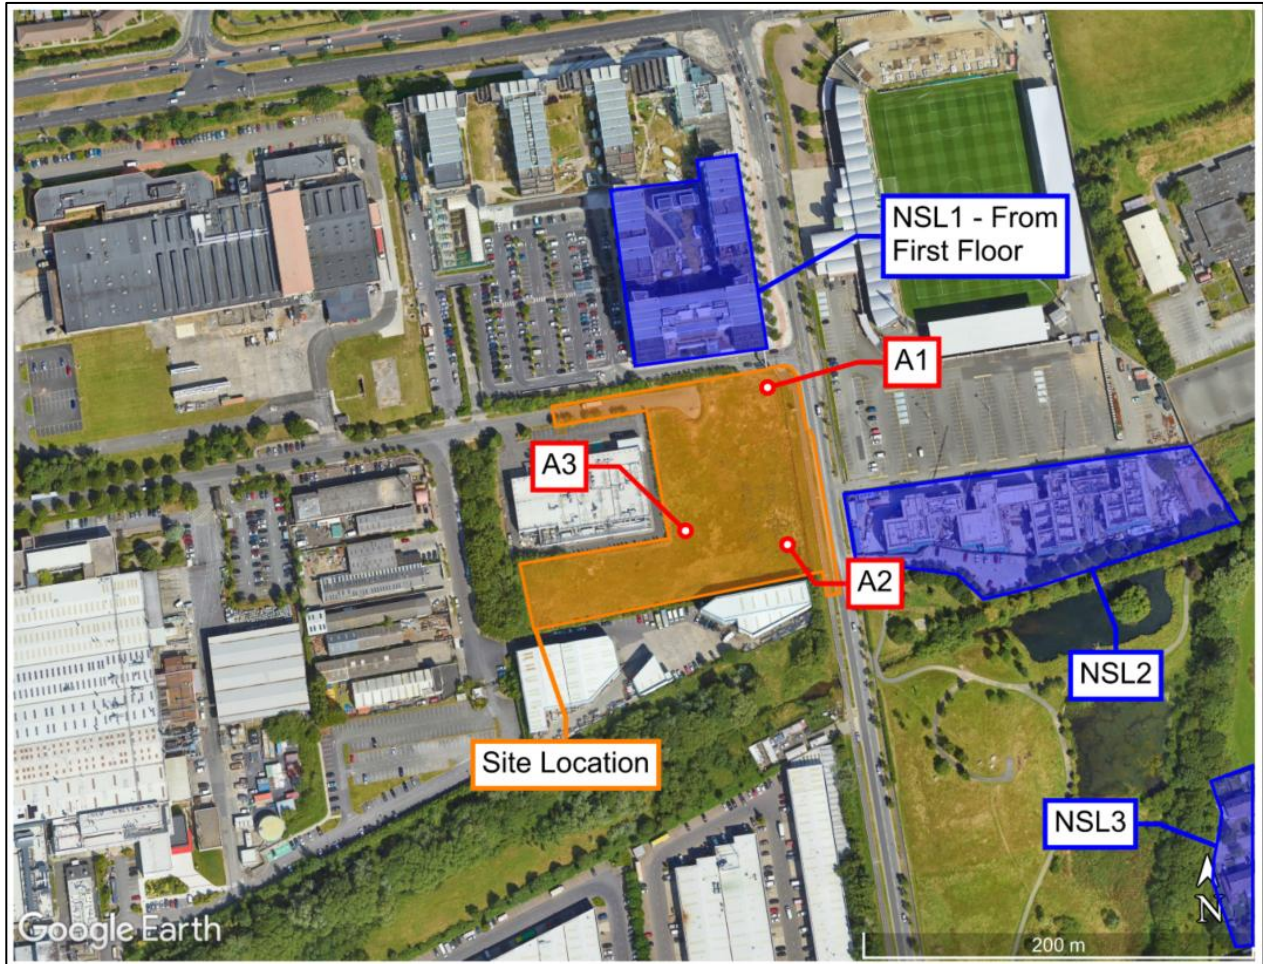 NSL1 - From
First Floor
A1
A3
A2
NSL2
Site Location
NSL3
N
Google Earth
200 m